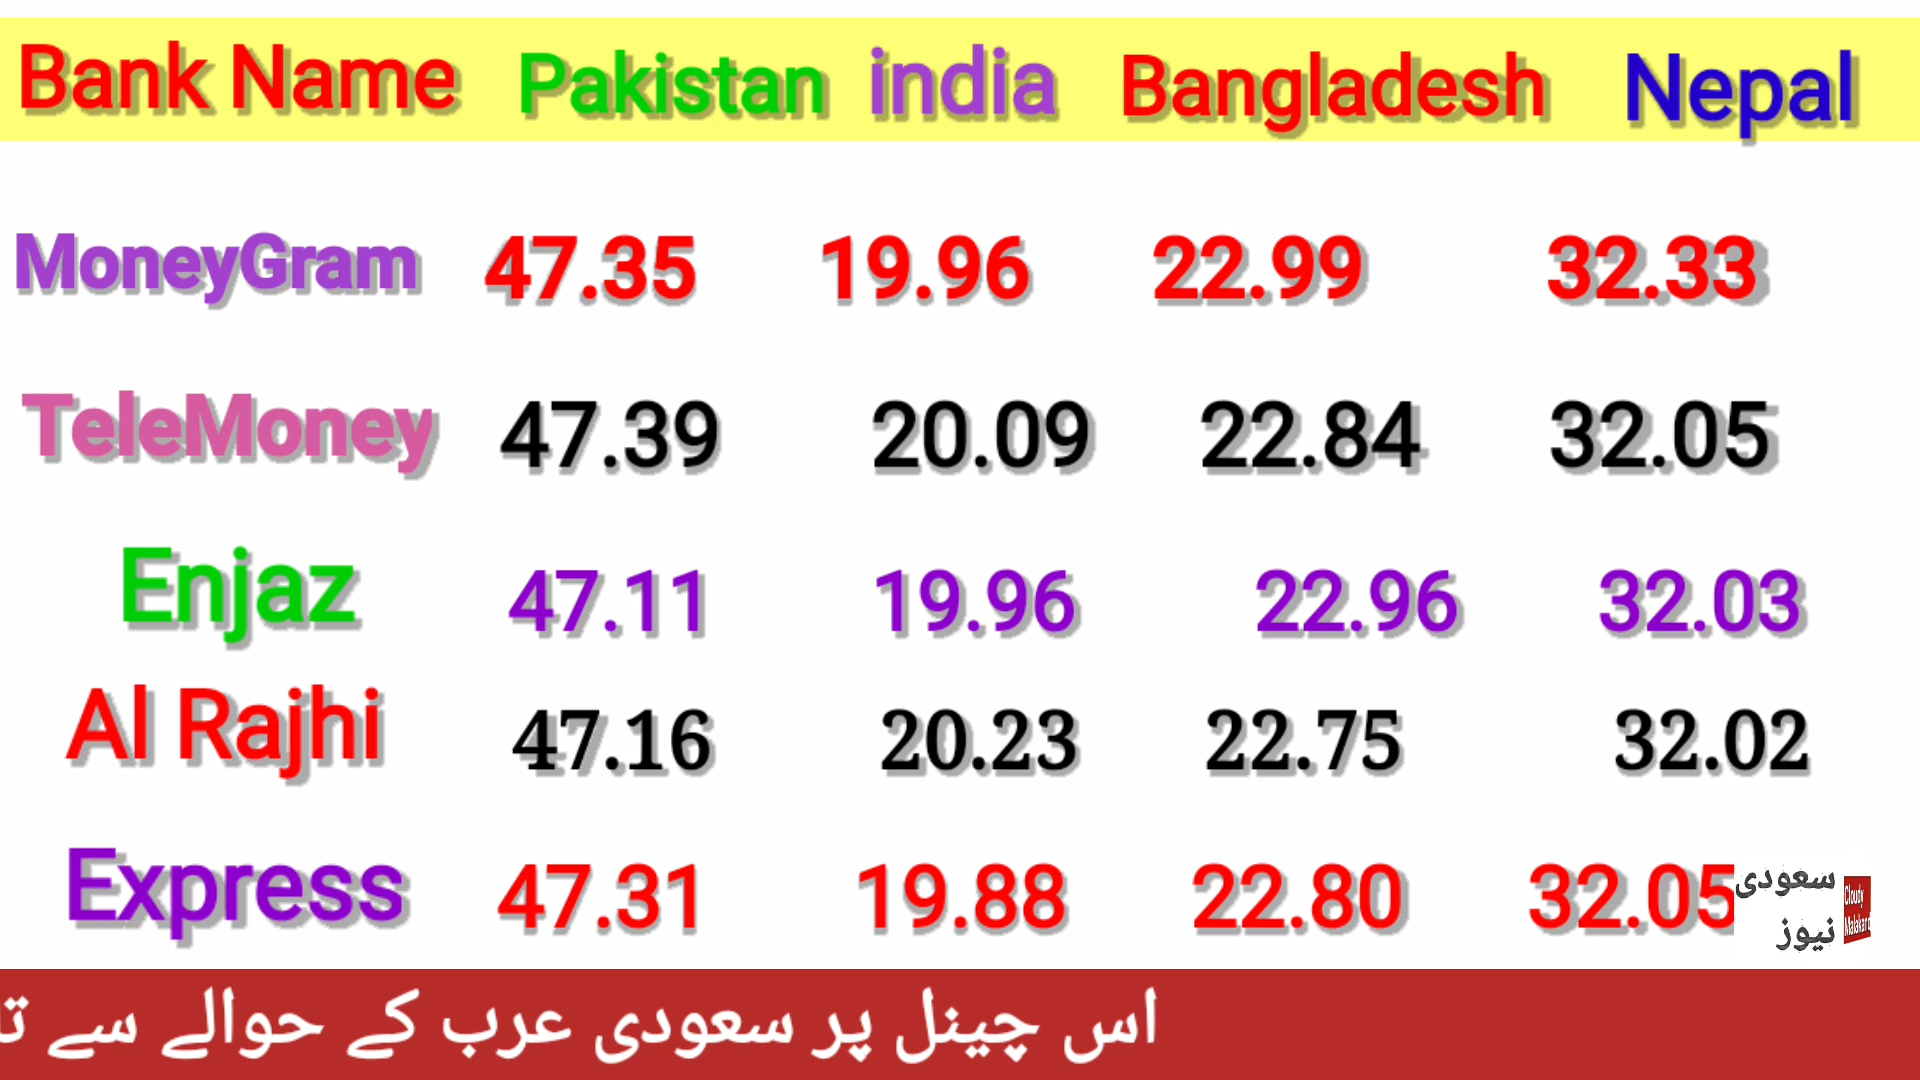 Bank Name Pakistan india Bangladesh Nepal
MoneyGram 47.35 19.96 22.99 32.33
TeleMoney 47.39 20.09 22.84 32.05
Enjaz 47.11 19.96 22.96 32.03
Al Rajhi 47.16 20.23 22.75 32.02
Express 47.31 19.88 22.80 32.05
سعودی
نیوز
Cloudy
Malakand
اس چینل پر سعودی عرب کے حوالے سے